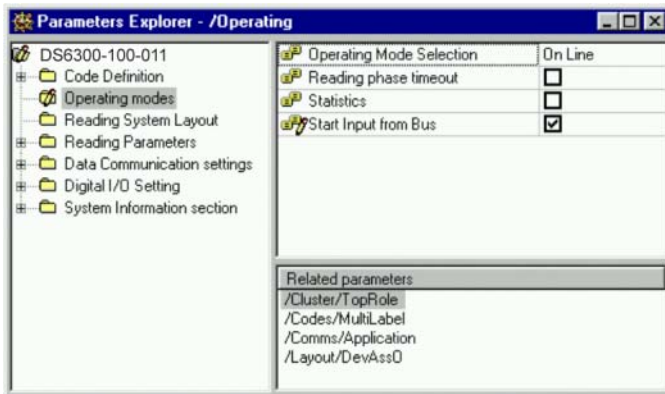 Parameters Explorer - /Operating
DS6300-100-011
Code Definition
Operating modes
Reading System Layout
Reading Parameters
Data Communication settings
Digital I/O Setting
System Information section
Operating Mode Selection On Line
Reading phase timeout
Statistics
Start Input from Bus
Related parameters
/Cluster/TopRole
/Codes/MultiLabel
/Comms/Application
/Layout/DevAss0